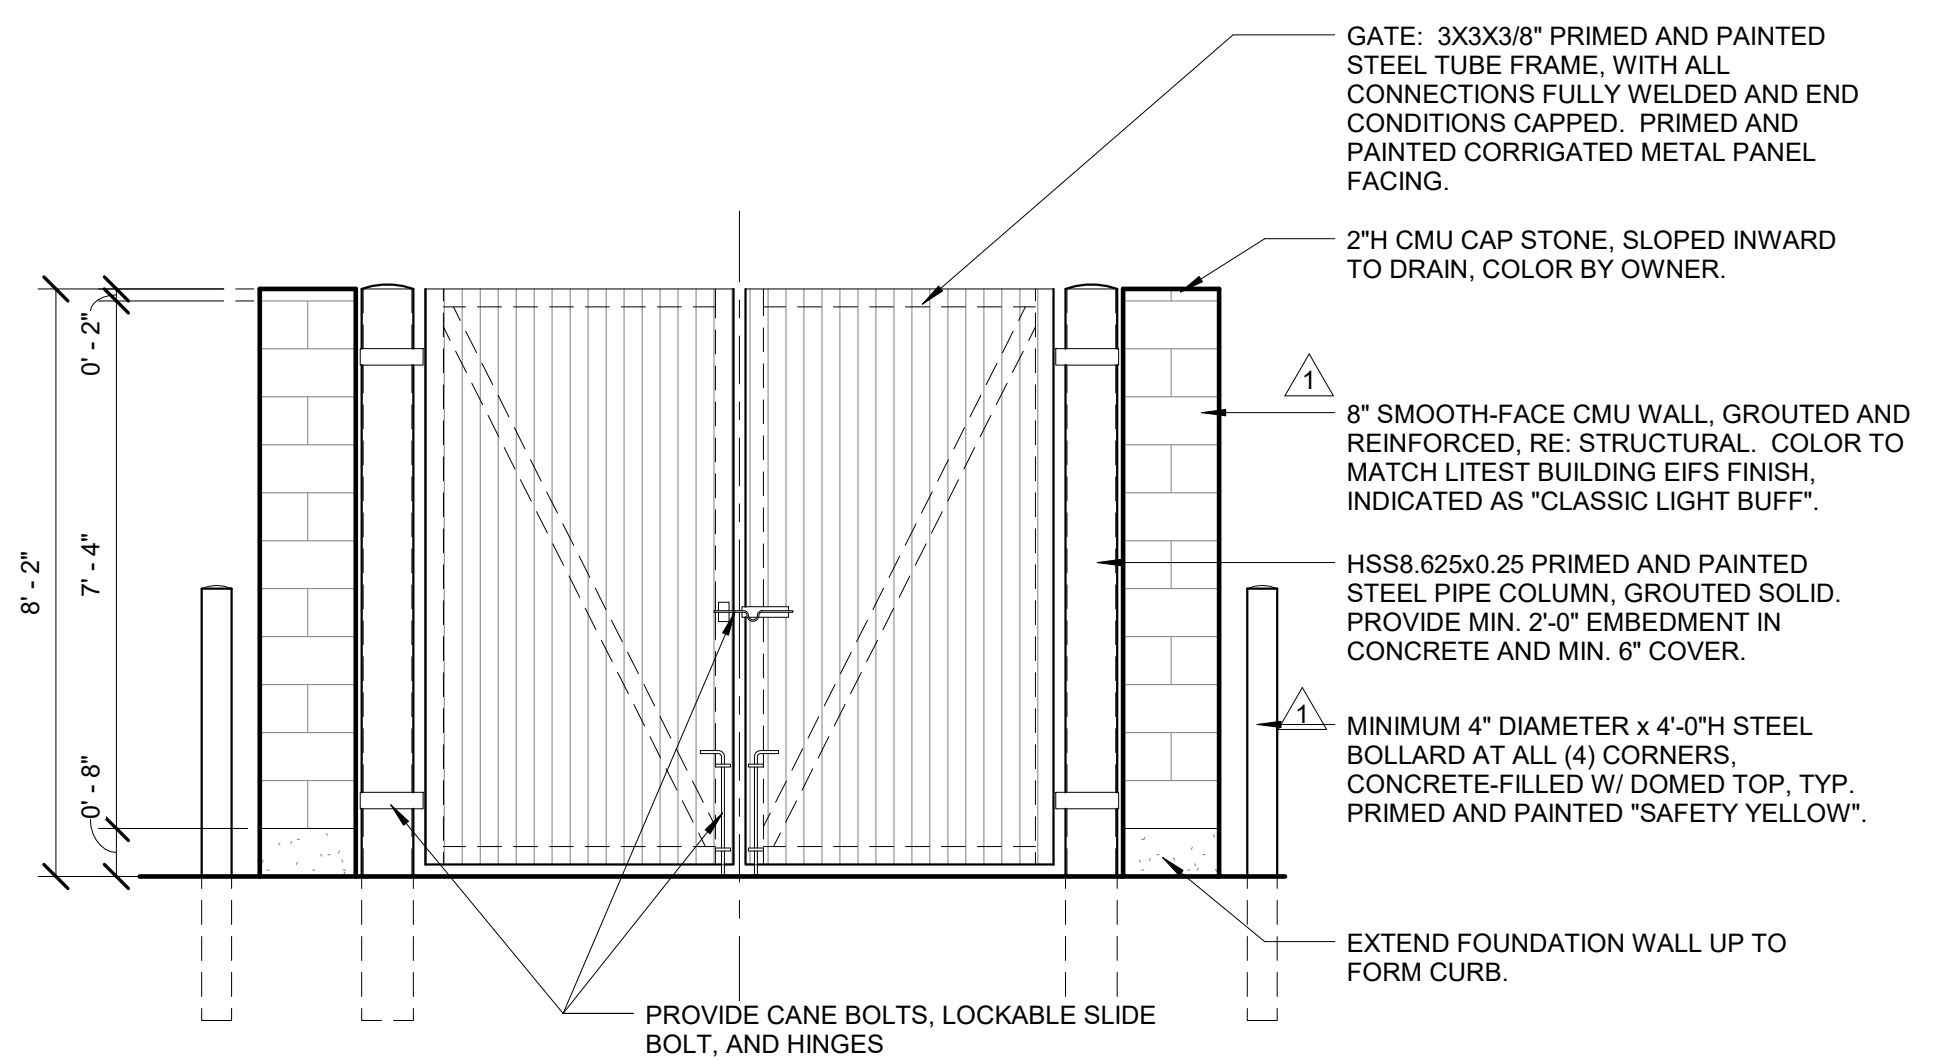 GATE:  3X3X3/8" PRIMED AND PAINTED
STEEL TUBE FRAME, WITH ALL
CONNECTIONS FULLY WELDED AND END
CONDITIONS CAPPED.  PRIMED AND
PAINTED CORRIGATED METAL PANEL
FACING.
2"H CMU CAP STONE, SLOPED INWARD
TO DRAIN, COLOR BY OWNER.
1
8" SMOOTH-FACE CMU WALL, GROUTED AND
REINFORCED, RE: STRUCTURAL.  COLOR TO
MATCH LITEST BUILDING EIFS FINISH,
INDICATED AS "CLASSIC LIGHT BUFF".
HSS8.625x0.25 PRIMED AND PAINTED
STEEL PIPE COLUMN, GROUTED SOLID.
PROVIDE MIN. 2'-0" EMBEDMENT IN
CONCRETE AND MIN. 6" COVER.
1
MINIMUM 4" DIAMETER x 4'-0"H STEEL
BOLLARD AT ALL (4) CORNERS,
CONCRETE-FILLED W/ DOMED TOP, TYP.
PRIMED AND PAINTED "SAFETY YELLOW".
EXTEND FOUNDATION WALL UP TO
FORM CURB.
PROVIDE CANE BOLTS, LOCKABLE SLIDE
BOLT, AND HINGES
0' - 2"
7' - 4"
8' - 2"
0' - 8"